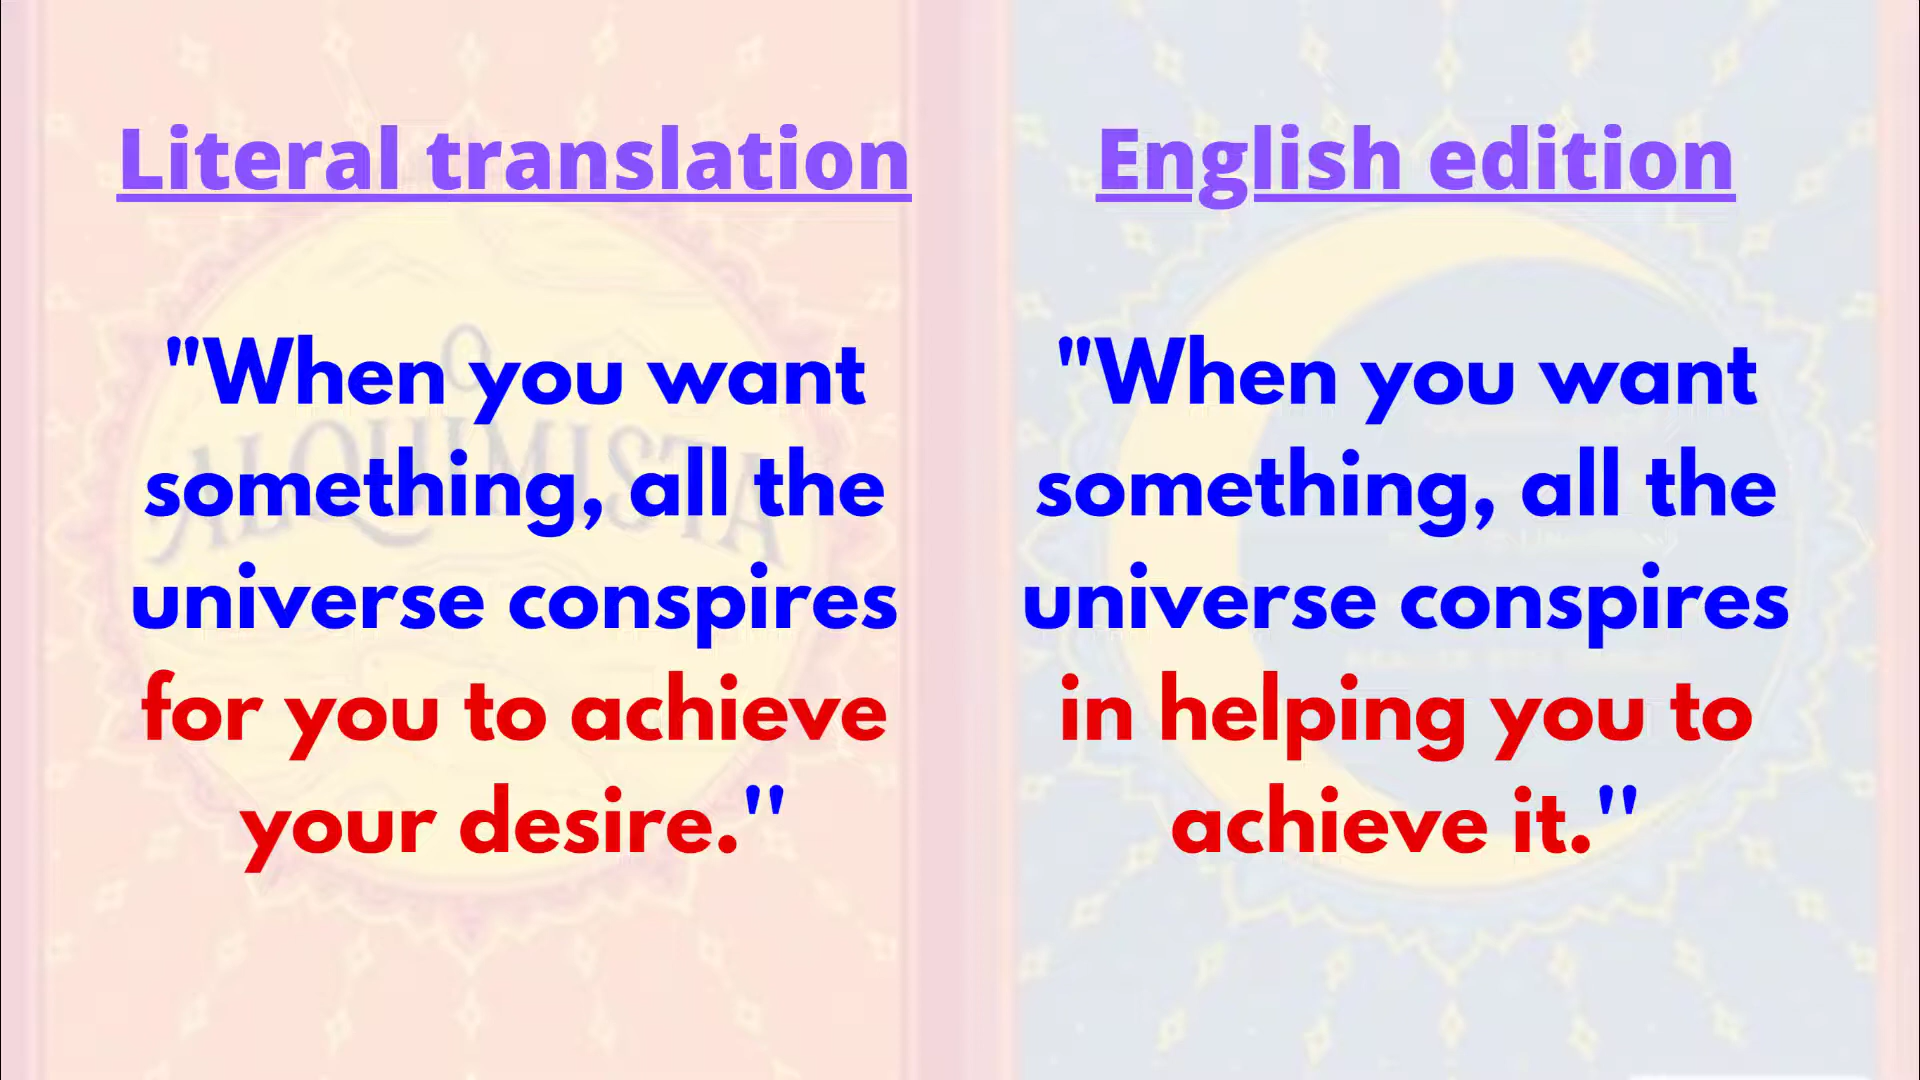 Literal translation
"When you want
something, all the
universe conspires
for you to achieve
your desire."
English edition
"When you want
something, all the
universe conspires
in helping you to
achieve it."
O
ALQUIMISTA